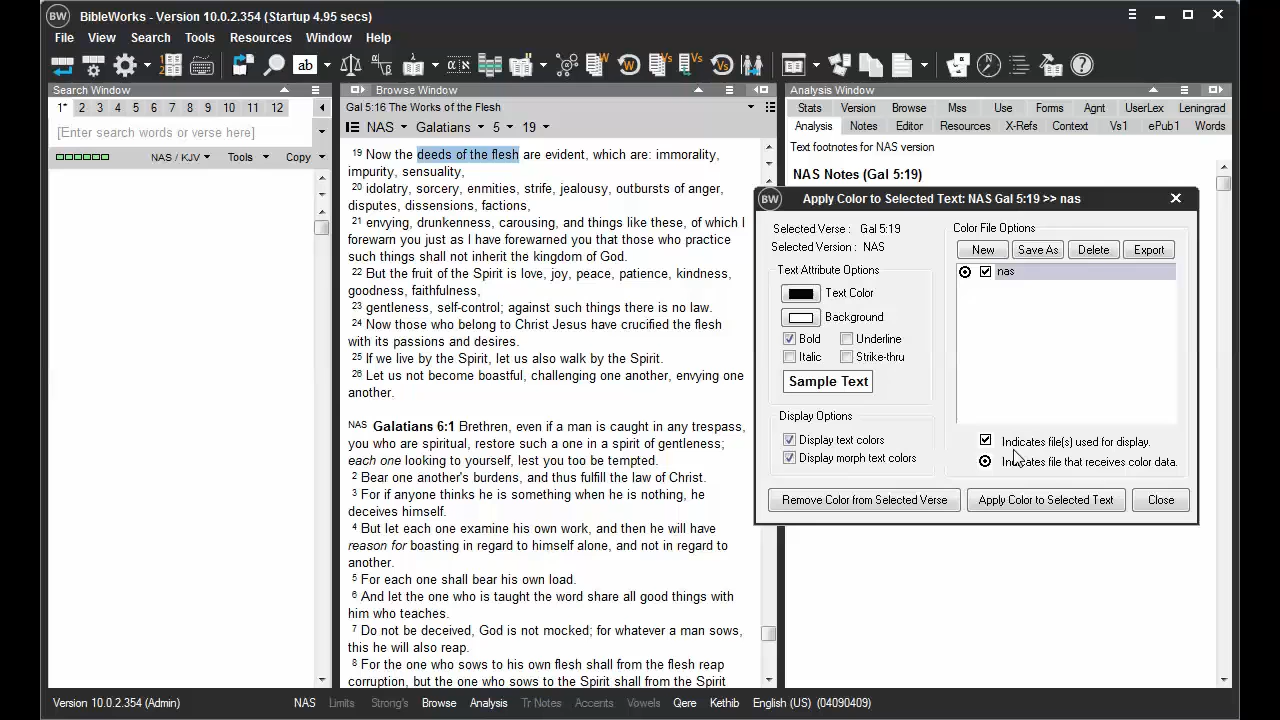 BW BibleWorks - Version 10.0.2.354 (Startup 4.95 secs)
File View Search Tools Resources Window Help
Search Window
1* 2 3 4 5 6 7 8 9 10 11 12
[Enter search words or verse here]
NAS / KJV Tools Copy
Browse Window
Gal 5:16 The Works of the Flesh
NAS Galatians 5 19
19 Now the deeds of the flesh are evident, which are: immorality,
impurity, sensuality,
20 idolatry, sorcery, enmities, strife, jealousy, outbursts of anger,
disputes, dissensions, factions,
21 envying, drunkenness, carousing, and things like these, of which I
forewarn you just as I have forewarned you that those who practice
such things shall not inherit the kingdom of God.
22 But the fruit of the Spirit is love, joy, peace, patience, kindness,
goodness, faithfulness,
23 gentleness, self-control; against such things there is no law.
24 Now those who belong to Christ Jesus have crucified the flesh
with its passions and desires.
25 If we live by the Spirit, let us also walk by the Spirit.
26 Let us not become boastful, challenging one another, envying one
another.
NAS Galatians 6:1 Brethren, even if a man is caught in any trespass,
you who are spiritual, restore such a one in a spirit of gentleness;
each one looking to yourself, lest you too be tempted.
2 Bear one another's burdens, and thus fulfill the law of Christ.
3 For if anyone thinks he is something when he is nothing, he
deceives himself.
4 But let each one examine his own work, and then he will have
reason for boasting in regard to himself alone, and not in regard to
another.
5 For each one shall bear his own load.
6 And let the one who is taught the word share all good things with
him who teaches.
7 Do not be deceived, God is not mocked; for whatever a man sows,
this he will also reap.
8 For the one who sows to his own flesh shall from the flesh reap
corruption, but the one who sows to the Spirit shall from the Spirit
Analysis Window
Stats Version Browse Mss Use Forms Agnt UserLex Leningrad
Analysis Notes Editor Resources X-Refs Context Vs1 ePub1 Words
Text footnotes for NAS version
NAS Notes (Gal 5:19)
BW Apply Color to Selected Text: NAS Gal 5:19 >> nas
Selected Verse : Gal 5:19
Selected Version : NAS
Text Attribute Options
Text Color
Background
Bold Underline
Italic Strike-thru
Sample Text
Display Options
Display text colors
Display morph text colors
Color File Options
New Save As Delete Export
nas
Indicates file(s) used for display.
Indicates file that receives color data.
Remove Color from Selected Verse Apply Color to Selected Text Close
Version 10.0.2.354 (Admin) NAS Limits Strong's Browse Analysis Tr Notes Accents Vowels Qere Kethib English (US) (04090409)